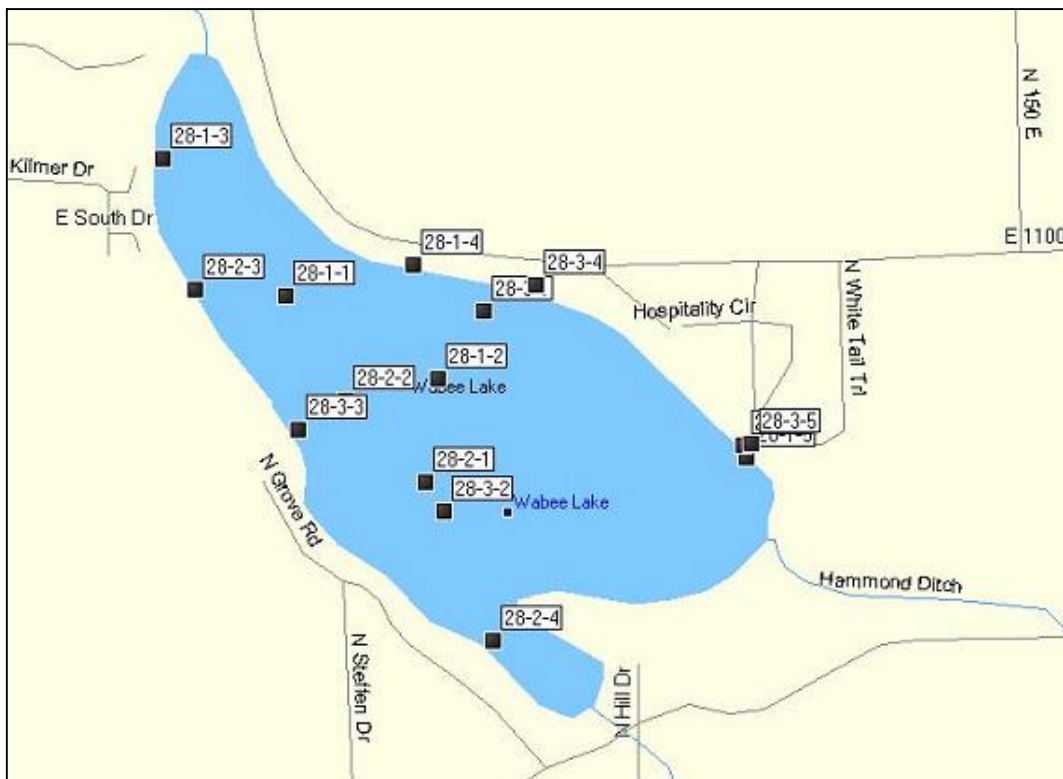 N 150 E
28-1-3
Kilmer Dr
E South Dr
E 1100
28-1-4
28-2-3
28-1-1
28-3-4
N White Tail Trl
Hospitality Cir
28-1-2
28-2-2
Wabee Lake
28-3-3
28-3-5
28-2-1
N Grove Rd
28-3-2
Wabee Lake
Hammond Ditch
28-2-4
N Steffen Dr
N Hill Dr